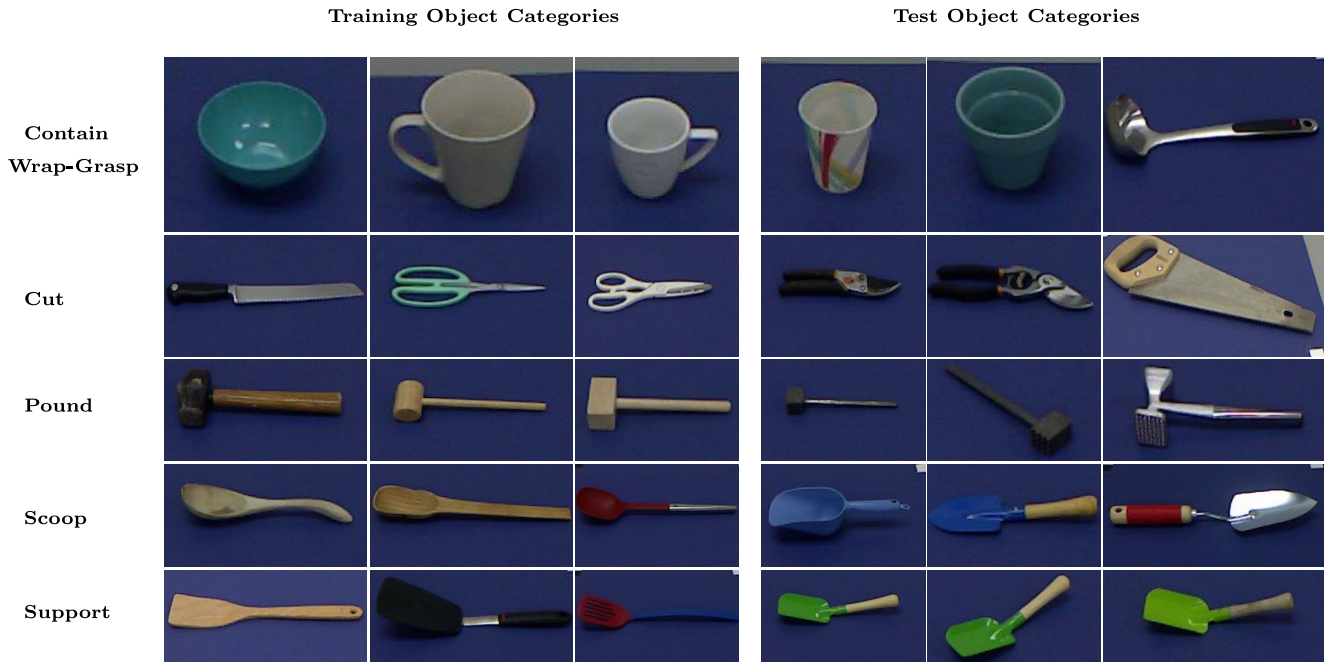 Training Object Categories
Test Object Categories
Contain
Wrap-Grasp
Cut
Pound
Scoop
Support